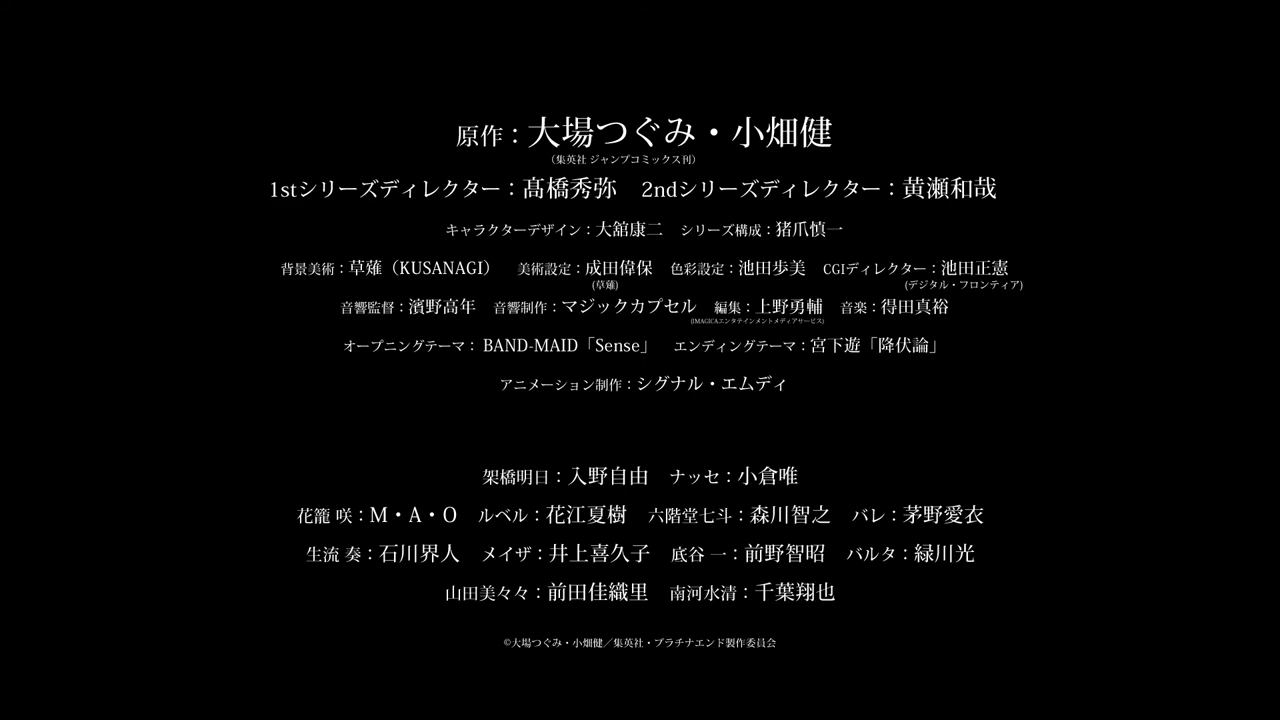 原作：大場つぐみ・小畑健
（集英社 ジャンプコミックス刊）
1stシリーズディレクター：髙橋秀弥　2ndシリーズディレクター：黄瀬和哉
キャラクターデザイン：大舘康二　シリーズ構成：猪爪慎一
背景美術：草薙（KUSANAGI）　美術設定：成田偉保　色彩設定：池田歩美　CGIディレクター：池田正憲
(草薙)　(デジタル・フロンティア)
音響監督：濱野高年　音響制作：マジックカプセル　編集：上野勇輔　音楽：得田真裕
(IMAGICAエンタテインメントメディアサービス)
オープニングテーマ： BAND-MAID「Sense」　エンディングテーマ：宮下遊「降伏論」
アニメーション制作：シグナル・エムディ
架橋明日：入野自由　ナッセ：小倉唯
花籠 咲：M・A・O　ルベル：花江夏樹　六階堂七斗：森川智之　バレ：茅野愛衣
生流 奏：石川界人　メイザ：井上喜久子　底谷 一：前野智昭　バルタ：緑川光
山田美々々：前田佳織里　南河水清：千葉翔也
©大場つぐみ・小畑健／集英社・プラチナエンド製作委員会